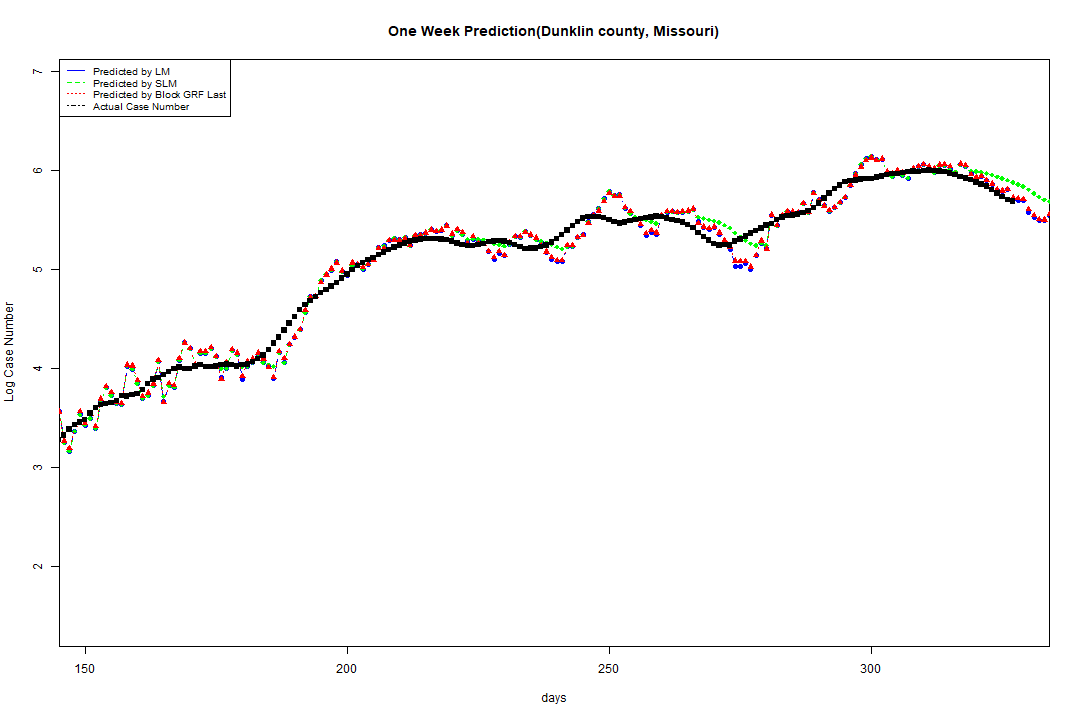 One Week Prediction(Dunklin county, Missouri)
Predicted by LM
Predicted by SLM
Predicted by Block GRF Last
Actual Case Number
7
6
5
4
3
2
Log Case Number
150 200 250 300
days